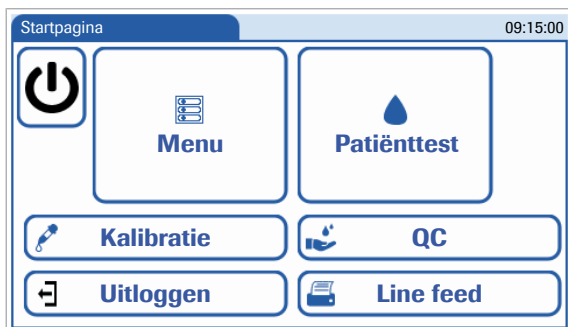 Startpagina 09:15:00
Menu Patiënttest
Kalibratie QC
Uitloggen Line feed